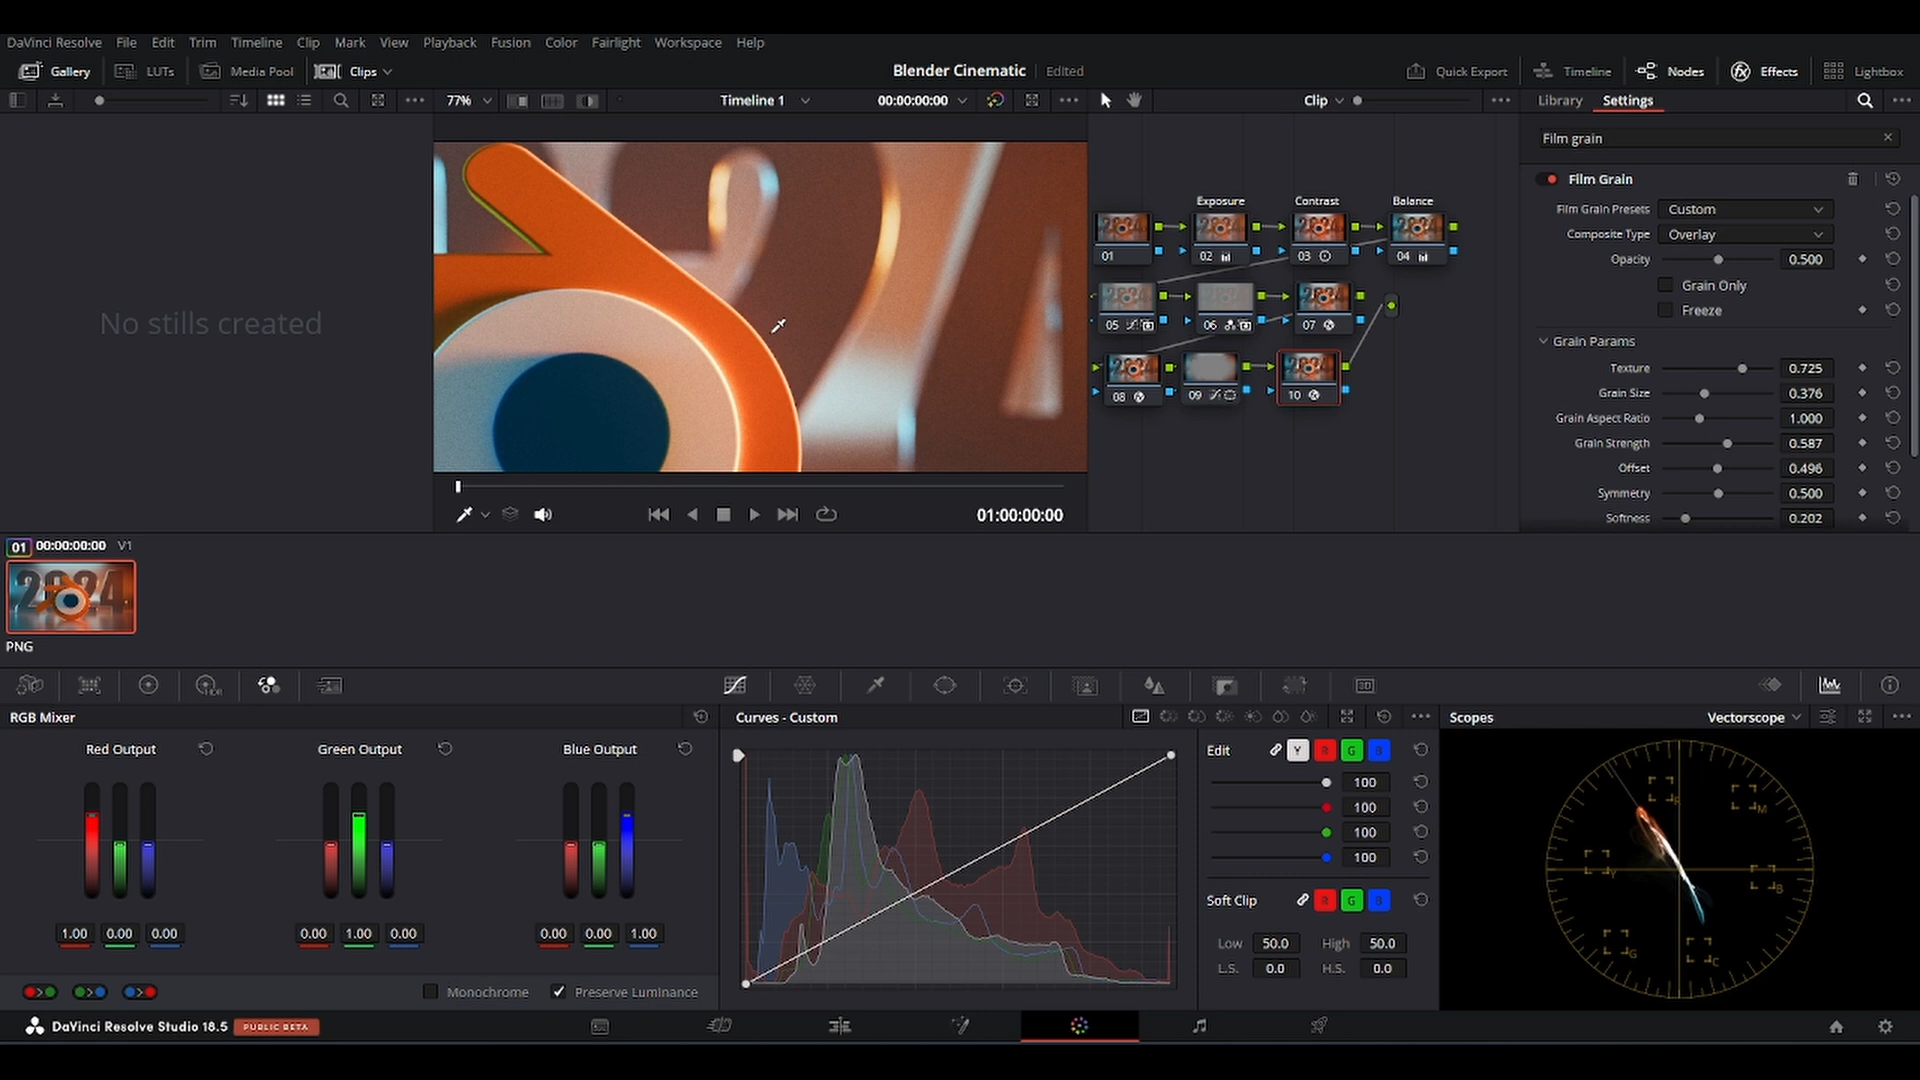 DaVinci Resolve File Edit Trim Timeline Clip Mark View Playback Fusion Color Fairlight Workspace Help
Gallery LUTs Media Pool Clips Blender Cinematic Edited Quick Export Timeline Nodes Effects Lightbox
77% Timeline 1 00:00:00:00 Clip Library Settings
Film grain
Film Grain
Film Grain Presets Custom
Composite Type Overlay
Opacity 0.500
Grain Only
Freeze
Grain Params
Texture 0.725
Grain Size 0.376
Grain Aspect Ratio 1.000
Grain Strength 0.587
Offset 0.496
Symmetry 0.500
Softness 0.202
No stills created
Exposure Contrast Balance
01 02 03 04
05 06 07
08 09 10
01:00:00:00
01 00:00:00:00 V1
2024
PNG
RGB Mixer
Red Output Green Output Blue Output
1.00 0.00 0.00 0.00 1.00 0.00 0.00 0.00 1.00
Monochrome Preserve Luminance
Curves - Custom
Edit Y R G B
100
100
100
100
Soft Clip R G B
Low 50.0 High 50.0
L.S. 0.0 H.S. 0.0
Scopes Vectorscope
R M
Y B
G C
DaVinci Resolve Studio 18.5 PUBLIC BETA